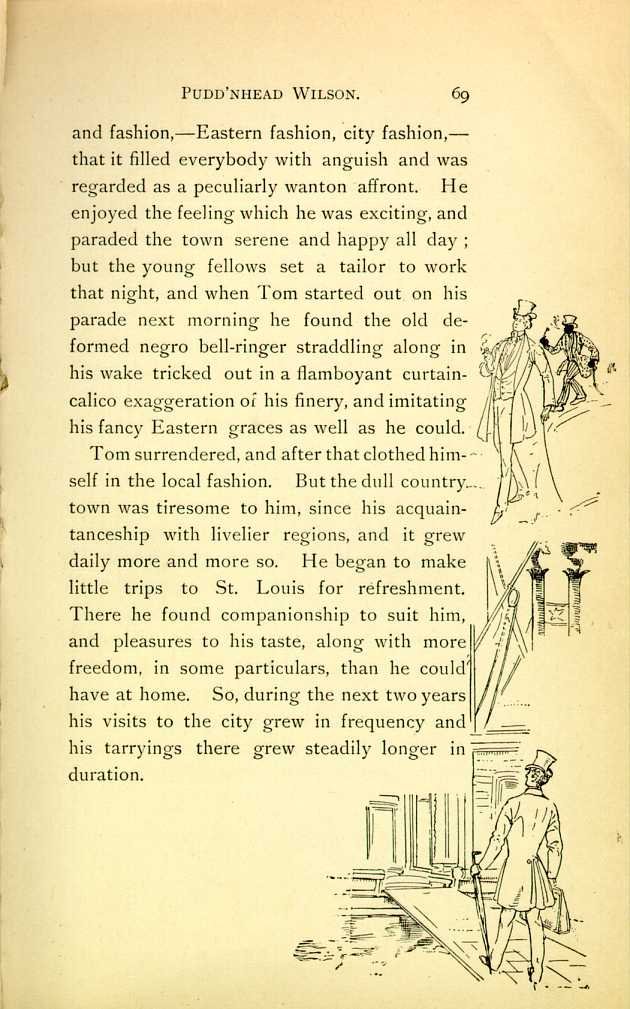 PUDD'NHEAD WILSON. 69
and fashion,—Eastern fashion, city fashion,—
that it filled everybody with anguish and was
regarded as a peculiarly wanton affront. He
enjoyed the feeling which he was exciting, and
paraded the town serene and happy all day ;
but the young fellows set a tailor to work
that night, and when Tom started out on his
parade next morning he found the old de-
formed negro bell-ringer straddling along in
his wake tricked out in a flamboyant curtain-
calico exaggeration of his finery, and imitating
his fancy Eastern graces as well as he could.
Tom surrendered, and after that clothed him-
self in the local fashion. But the dull country
town was tiresome to him, since his acquain-
tanceship with livelier regions, and it grew
daily more and more so. He began to make
little trips to St. Louis for refreshment.
There he found companionship to suit him,
and pleasures to his taste, along with more
freedom, in some particulars, than he could
have at home. So, during the next two years
his visits to the city grew in frequency and
his tarryings there grew steadily longer in
duration.